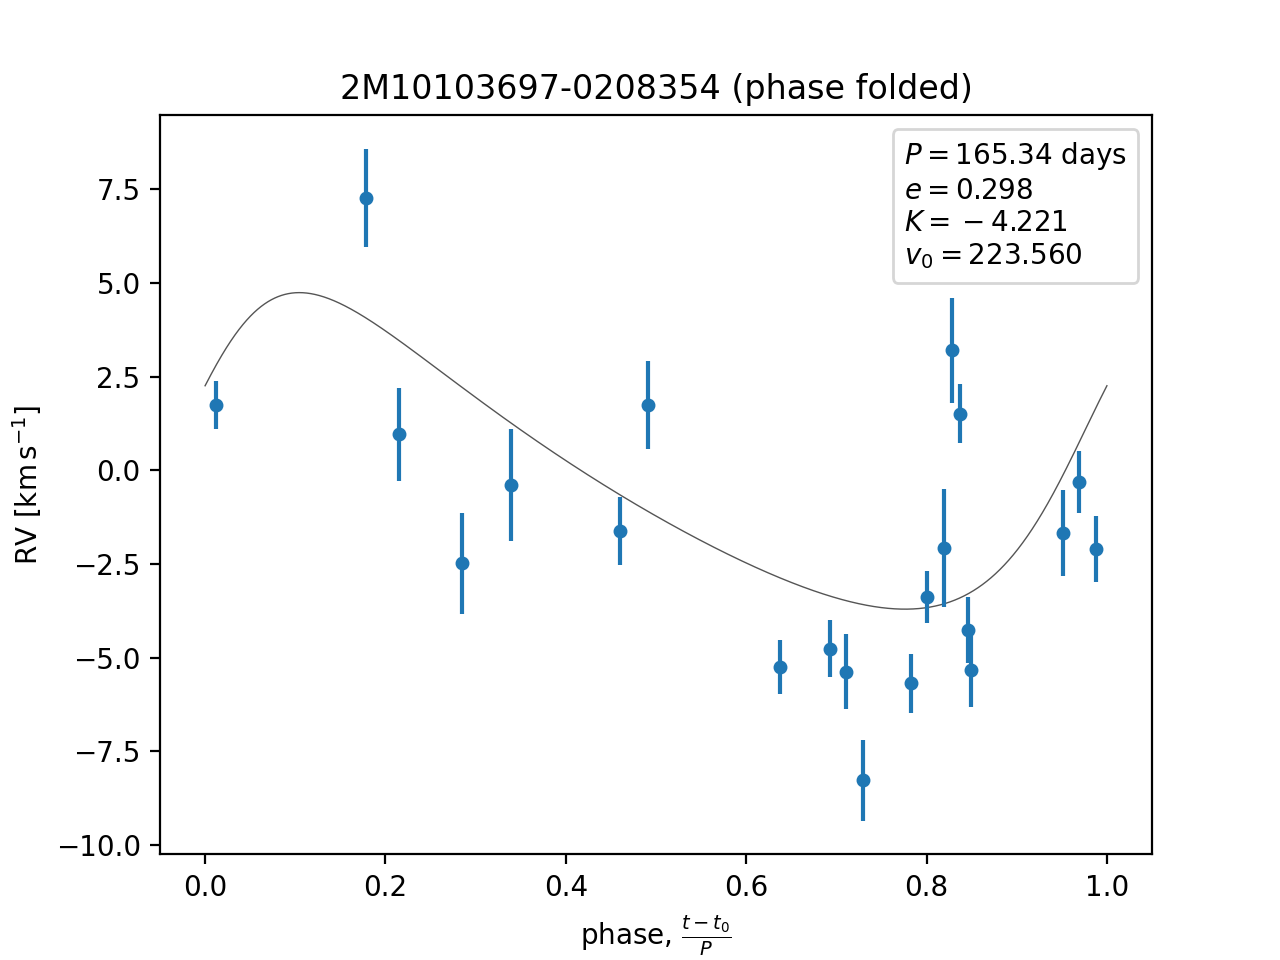 2M10103697-0208354 (phase folded)
P = 165.34 days
e = 0.298
K = −4.221
v₀ = 223.560
RV [km s⁻¹]
7.5
5.0
2.5
0.0
−2.5
−5.0
−7.5
−10.0
0.0 0.2 0.4 0.6 0.8 1.0
phase, (t − t₀)/P